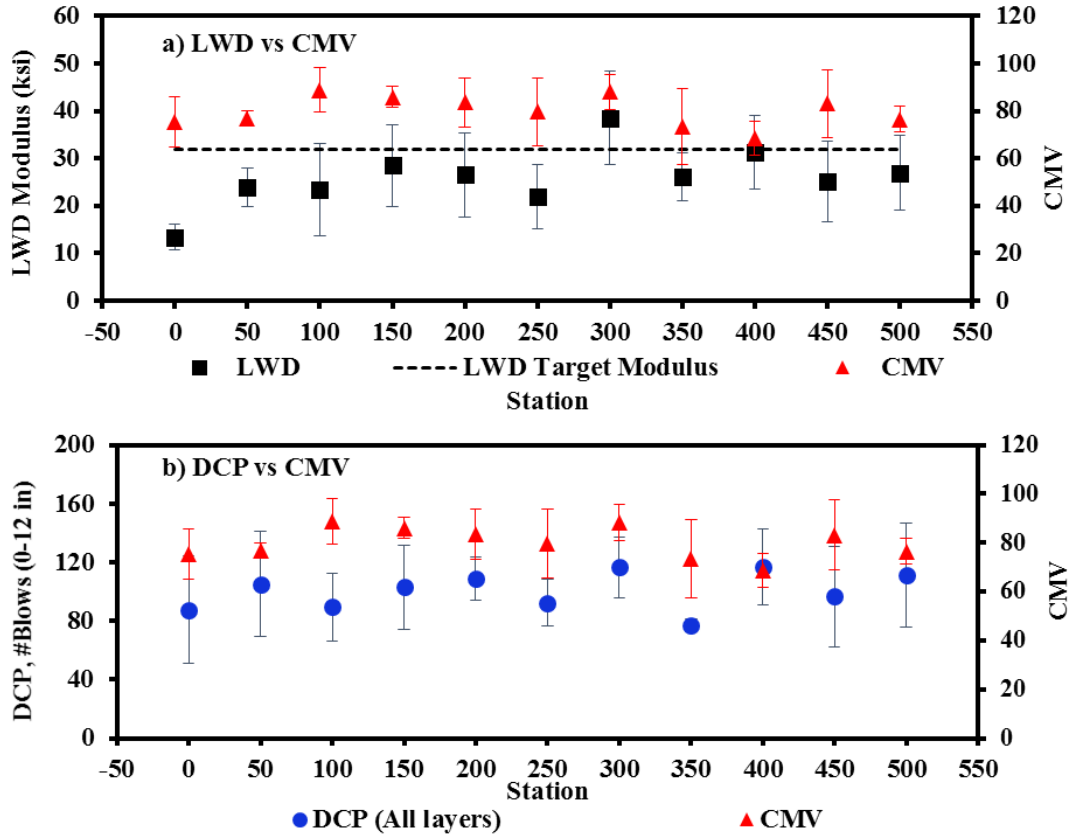 a) LWD vs CMV
LWD Modulus (ksi)
60
50
40
30
20
10
0
120
100
80
60
40
20
0
CMV
-50 0 50 100 150 200 250 300 350 400 450 500 550
LWD LWD Target Modulus CMV
Station
b) DCP vs CMV
DCP, #Blows (0-12 in)
200
160
120
80
40
0
120
100
80
60
40
20
0
CMV
-50 0 50 100 150 200 250 300 350 400 450 500 550
Station
DCP (All layers) CMV